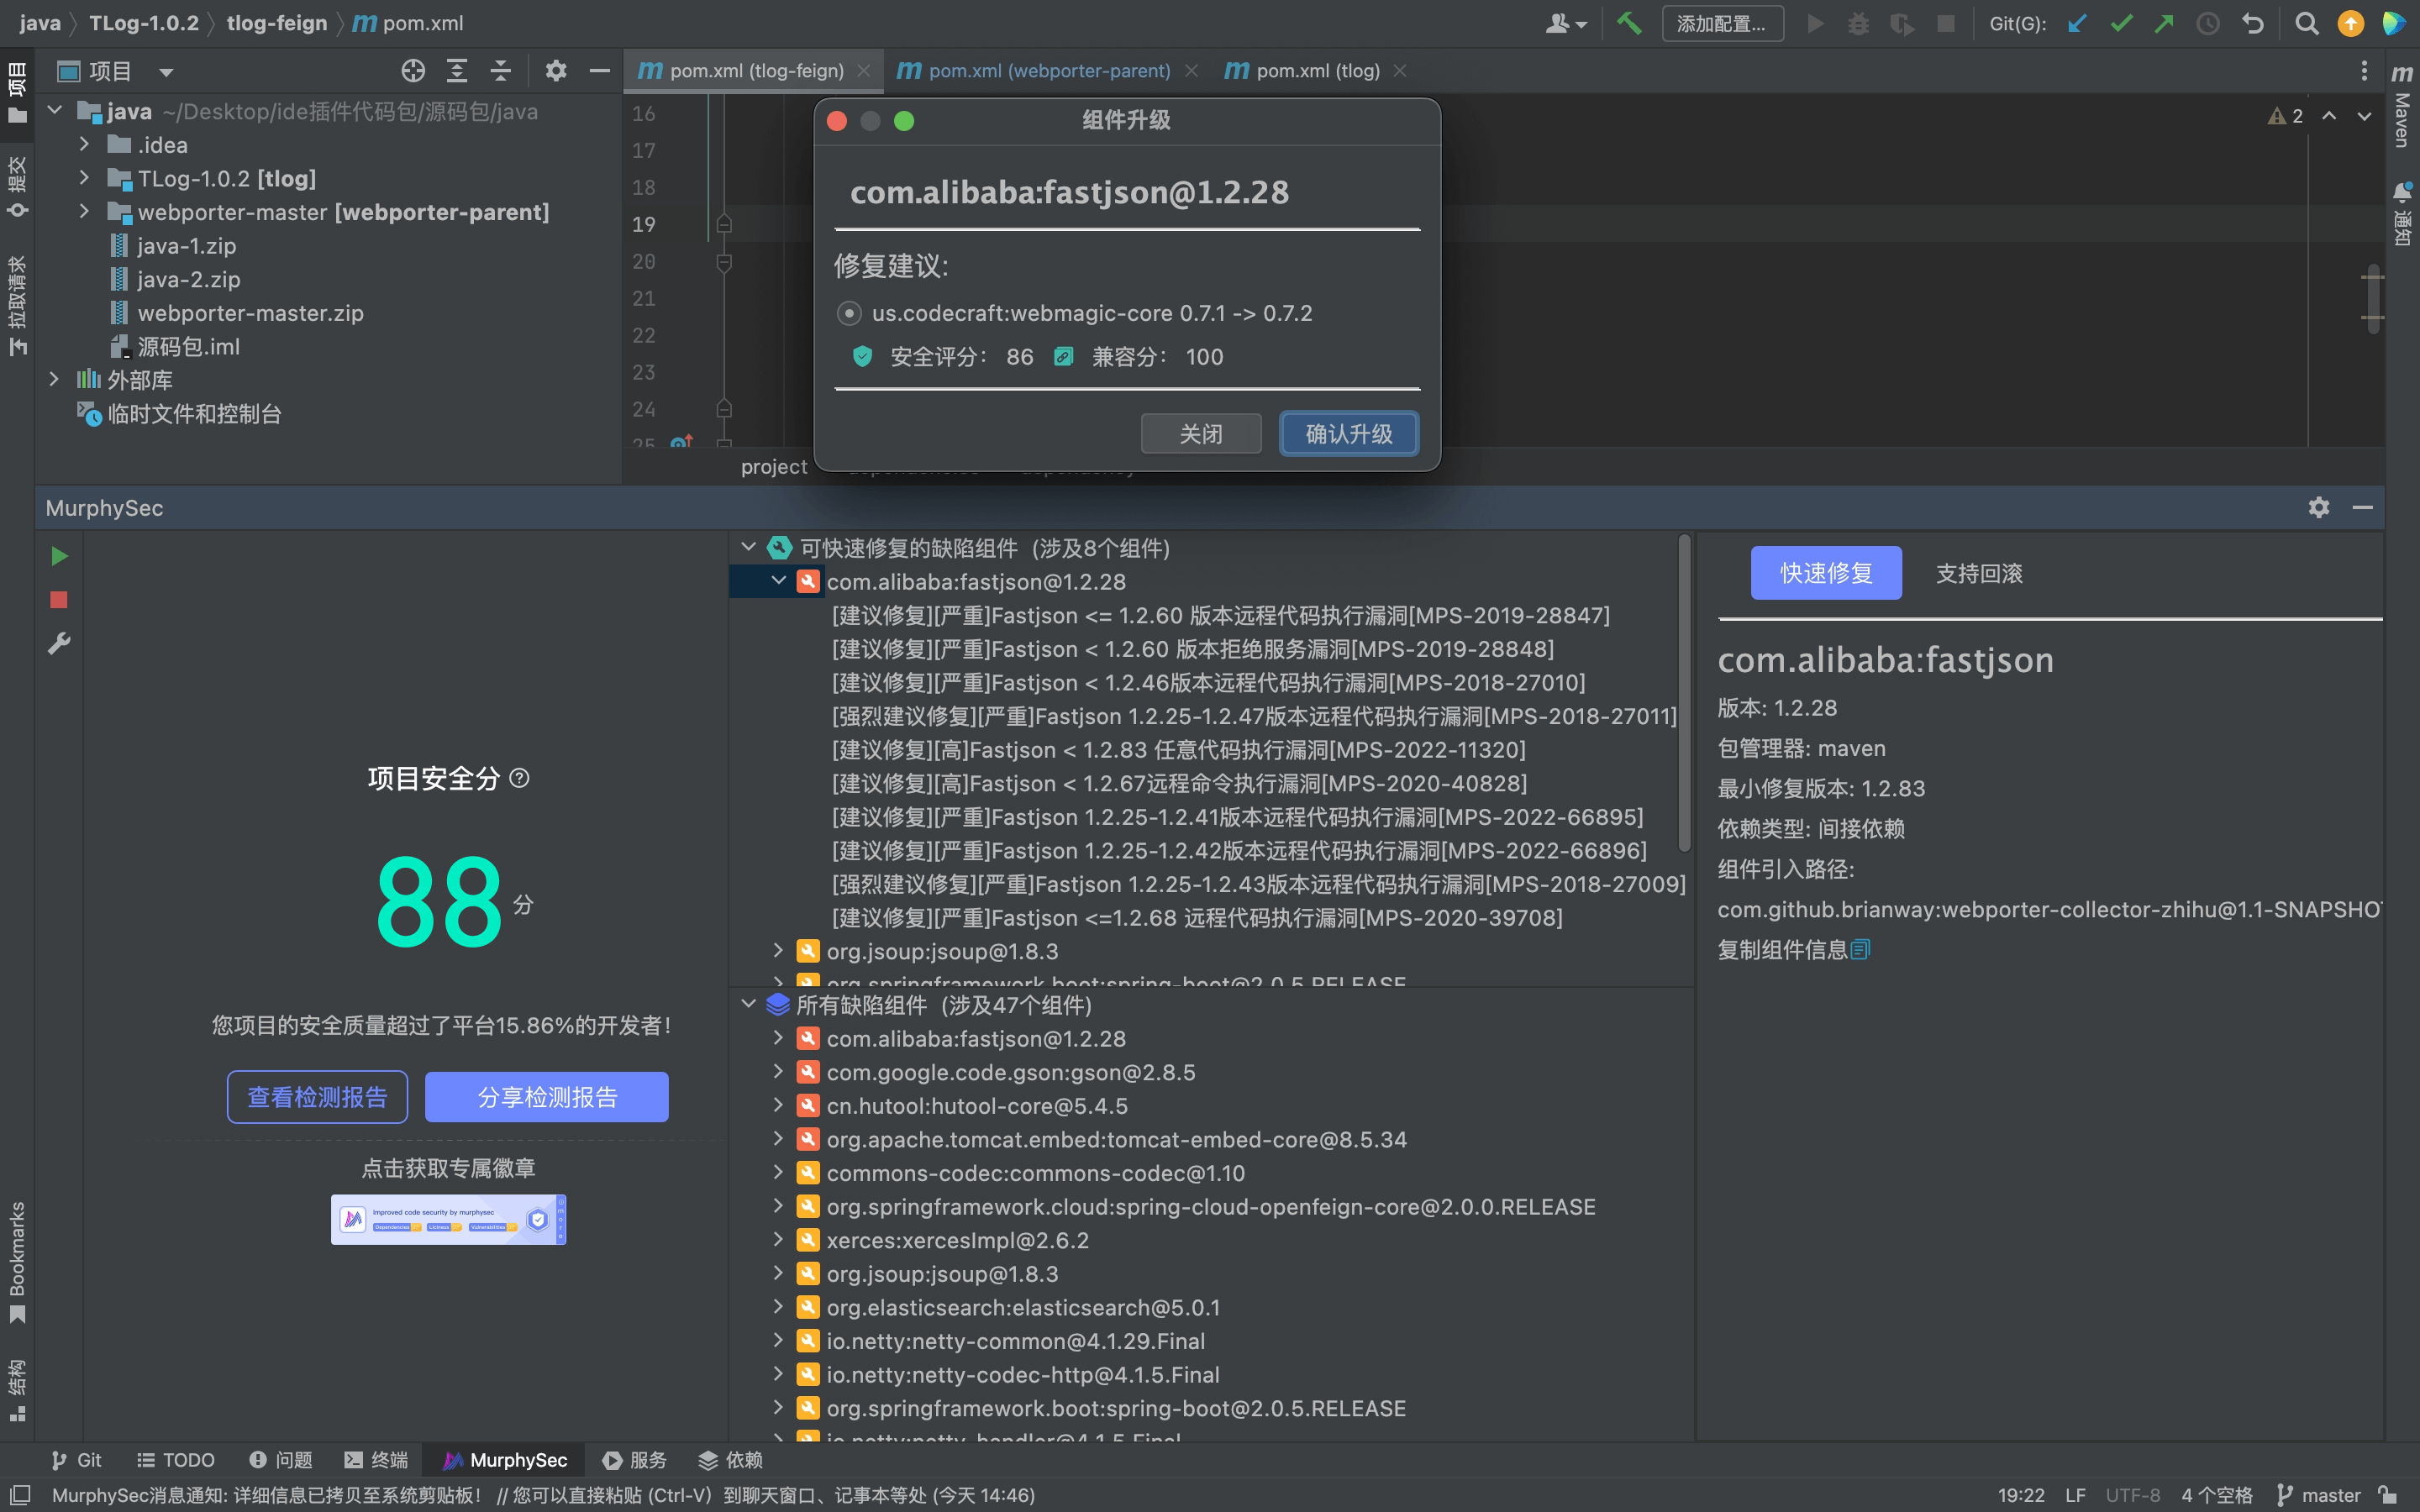 java 〉 TLog-1.0.2 〉 tlog-feign 〉 m pom.xml
添加配置...
Git(G):
项目
pom.xml (tlog-feign)
pom.xml (webporter-parent)
pom.xml (tlog)
项目
提交
拉取请求
Bookmarks
结构
Maven
通知
java ~/Desktop/ide插件代码包/源码包/java
.idea
TLog-1.0.2 [tlog]
webporter-master [webporter-parent]
java-1.zip
java-2.zip
webporter-master.zip
源码包.iml
外部库
临时文件和控制台
16
17
18
19
20
21
22
23
24
25
2
project
组件升级
com.alibaba:fastjson@1.2.28
修复建议:
us.codecraft:webmagic-core 0.7.1 -> 0.7.2
安全评分： 86 兼容分： 100
关闭
确认升级
MurphySec
项目安全分
88 分
您项目的安全质量超过了平台15.86%的开发者！
查看检测报告
分享检测报告
点击获取专属徽章
Improved code security by murphysec
Dependencies
Licenses
Vulnerabilities
可快速修复的缺陷组件（涉及8个组件）
com.alibaba:fastjson@1.2.28
[建议修复][严重]Fastjson <= 1.2.60 版本远程代码执行漏洞[MPS-2019-28847]
[建议修复][严重]Fastjson < 1.2.60 版本拒绝服务漏洞[MPS-2019-28848]
[建议修复][严重]Fastjson < 1.2.46版本远程代码执行漏洞[MPS-2018-27010]
[强烈建议修复][严重]Fastjson 1.2.25-1.2.47版本远程代码执行漏洞[MPS-2018-27011]
[建议修复][高]Fastjson < 1.2.83 任意代码执行漏洞[MPS-2022-11320]
[建议修复][高]Fastjson < 1.2.67远程命令执行漏洞[MPS-2020-40828]
[建议修复][严重]Fastjson 1.2.25-1.2.41版本远程代码执行漏洞[MPS-2022-66895]
[建议修复][严重]Fastjson 1.2.25-1.2.42版本远程代码执行漏洞[MPS-2022-66896]
[强烈建议修复][严重]Fastjson 1.2.25-1.2.43版本远程代码执行漏洞[MPS-2018-27009]
[建议修复][严重]Fastjson <=1.2.68 远程代码执行漏洞[MPS-2020-39708]
org.jsoup:jsoup@1.8.3
org.springframework.boot:spring-boot@2.0.5.RELEASE
所有缺陷组件（涉及47个组件）
com.alibaba:fastjson@1.2.28
com.google.code.gson:gson@2.8.5
cn.hutool:hutool-core@5.4.5
org.apache.tomcat.embed:tomcat-embed-core@8.5.34
commons-codec:commons-codec@1.10
org.springframework.cloud:spring-cloud-openfeign-core@2.0.0.RELEASE
xerces:xercesImpl@2.6.2
org.jsoup:jsoup@1.8.3
org.elasticsearch:elasticsearch@5.0.1
io.netty:netty-common@4.1.29.Final
io.netty:netty-codec-http@4.1.5.Final
org.springframework.boot:spring-boot@2.0.5.RELEASE
io.netty:netty-handler@4.1.5.Final
快速修复
支持回滚
com.alibaba:fastjson
版本: 1.2.28
包管理器: maven
最小修复版本: 1.2.83
依赖类型: 间接依赖
组件引入路径:
com.github.brianway:webporter-collector-zhihu@1.1-SNAPSHO
复制组件信息
Git
TODO
问题
终端
MurphySec
服务
依赖
MurphySec消息通知: 详细信息已拷贝至系统剪贴板！ // 您可以直接粘贴 (Ctrl-V) 到聊天窗口、记事本等处 (今天 14:46)
19:22 LF UTF-8 4 个空格 master